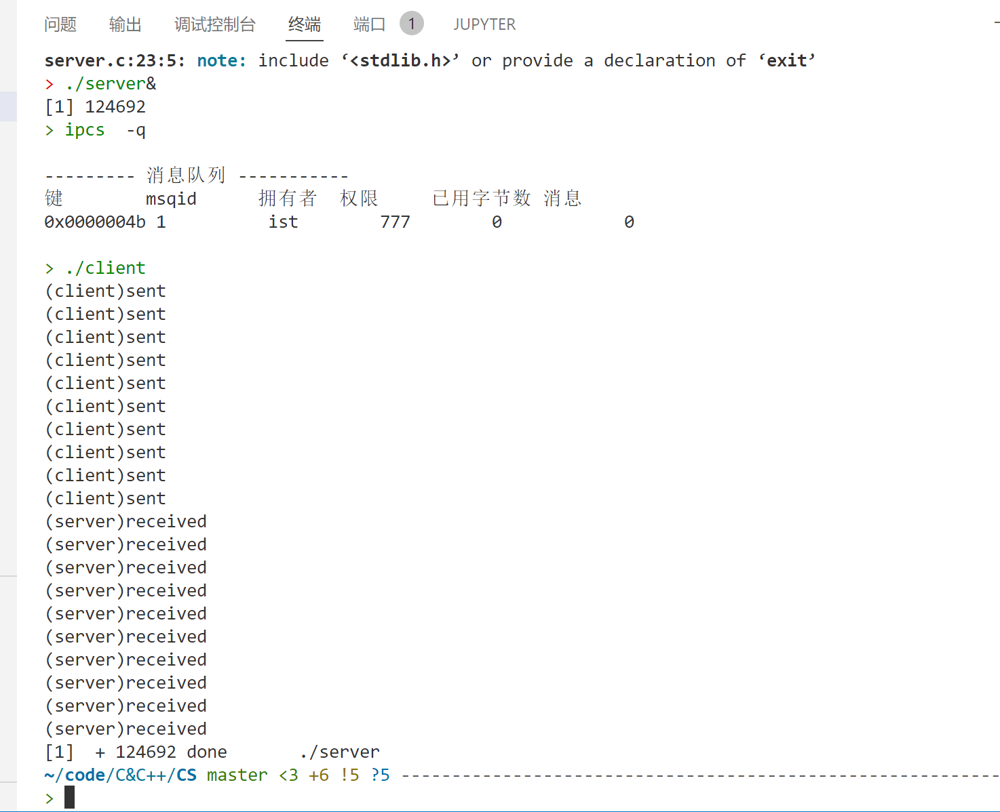 问题 输出 调试控制台 终端 端口 1 JUPYTER
server.c:23:5: note: include ‘<stdlib.h>’ or provide a declaration of ‘exit’
> ./server&
[1] 124692
> ipcs  -q
--------- 消息队列 -----------
键        msqid      拥有者  权限     已用字节数 消息
0x0000004b 1          ist        777        0            0
> ./client
(client)sent
(client)sent
(client)sent
(client)sent
(client)sent
(client)sent
(client)sent
(client)sent
(client)sent
(client)sent
(server)received
(server)received
(server)received
(server)received
(server)received
(server)received
(server)received
(server)received
(server)received
(server)received
[1]  + 124692 done       ./server
~/code/C&C++/CS master <3 +6 !5 ?5 -----------------------------------------------------------
>